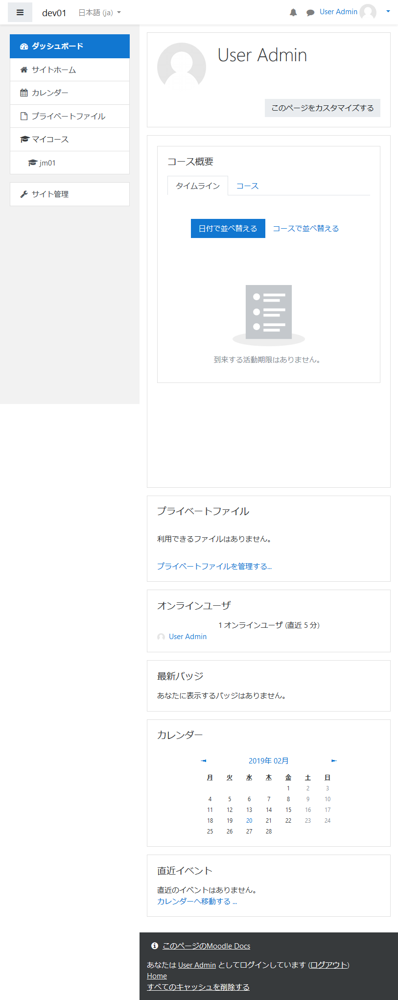 dev01 日本語 (ja) User Admin
ダッシュボード
サイトホーム
カレンダー
プライベートファイル
マイコース
jm01
サイト管理
User Admin
このページをカスタマイズする
コース概要
タイムライン コース
日付で並べ替える コースで並べ替える
到来する活動期限はありません。
プライベートファイル
利用できるファイルはありません。
プライベートファイルを管理する...
オンラインユーザ
1 オンラインユーザ (直近 5 分)
User Admin
最新バッジ
あなたに表示するバッジはありません。
カレンダー
◄ 2019年 02月 ►
月 火 水 木 金 土 日
1 2 3
4 5 6 7 8 9 10
11 12 13 14 15 16 17
18 19 20 21 22 23 24
25 26 27 28
直近イベント
直近のイベントはありません。
カレンダーへ移動する ...
このページのMoodle Docs
あなたは User Admin としてログインしています (ログアウト)
Home
すべてのキャッシュを削除する